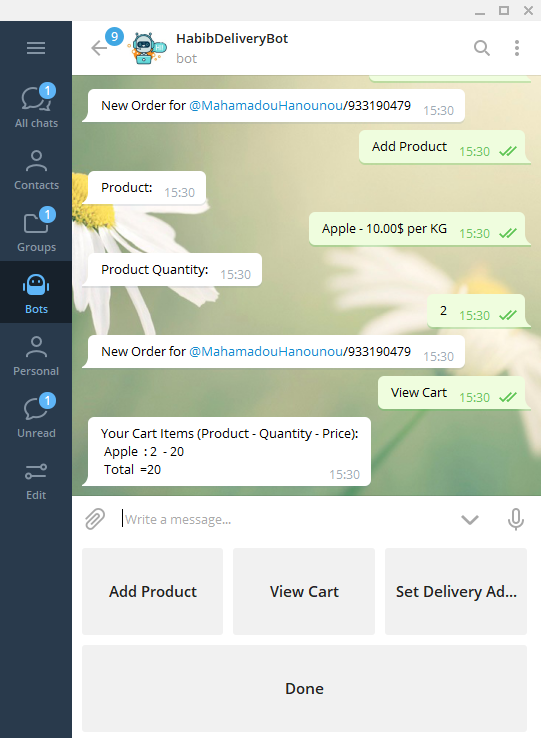 9
HabibDeliveryBot
bot
1
All chats
Contacts
1
Groups
Bots
Personal
1
Unread
Edit
New Order for @MahamadouHanounou/933190479 15:30
Add Product 15:30
Product: 15:30
Apple - 10.00$ per KG 15:30
Product Quantity: 15:30
2 15:30
New Order for @MahamadouHanounou/933190479 15:30
View Cart 15:30
Your Cart Items (Product - Quantity - Price):
Apple : 2 - 20
Total =20 15:30
Write a message...
Add Product
View Cart
Set Delivery Ad...
Done